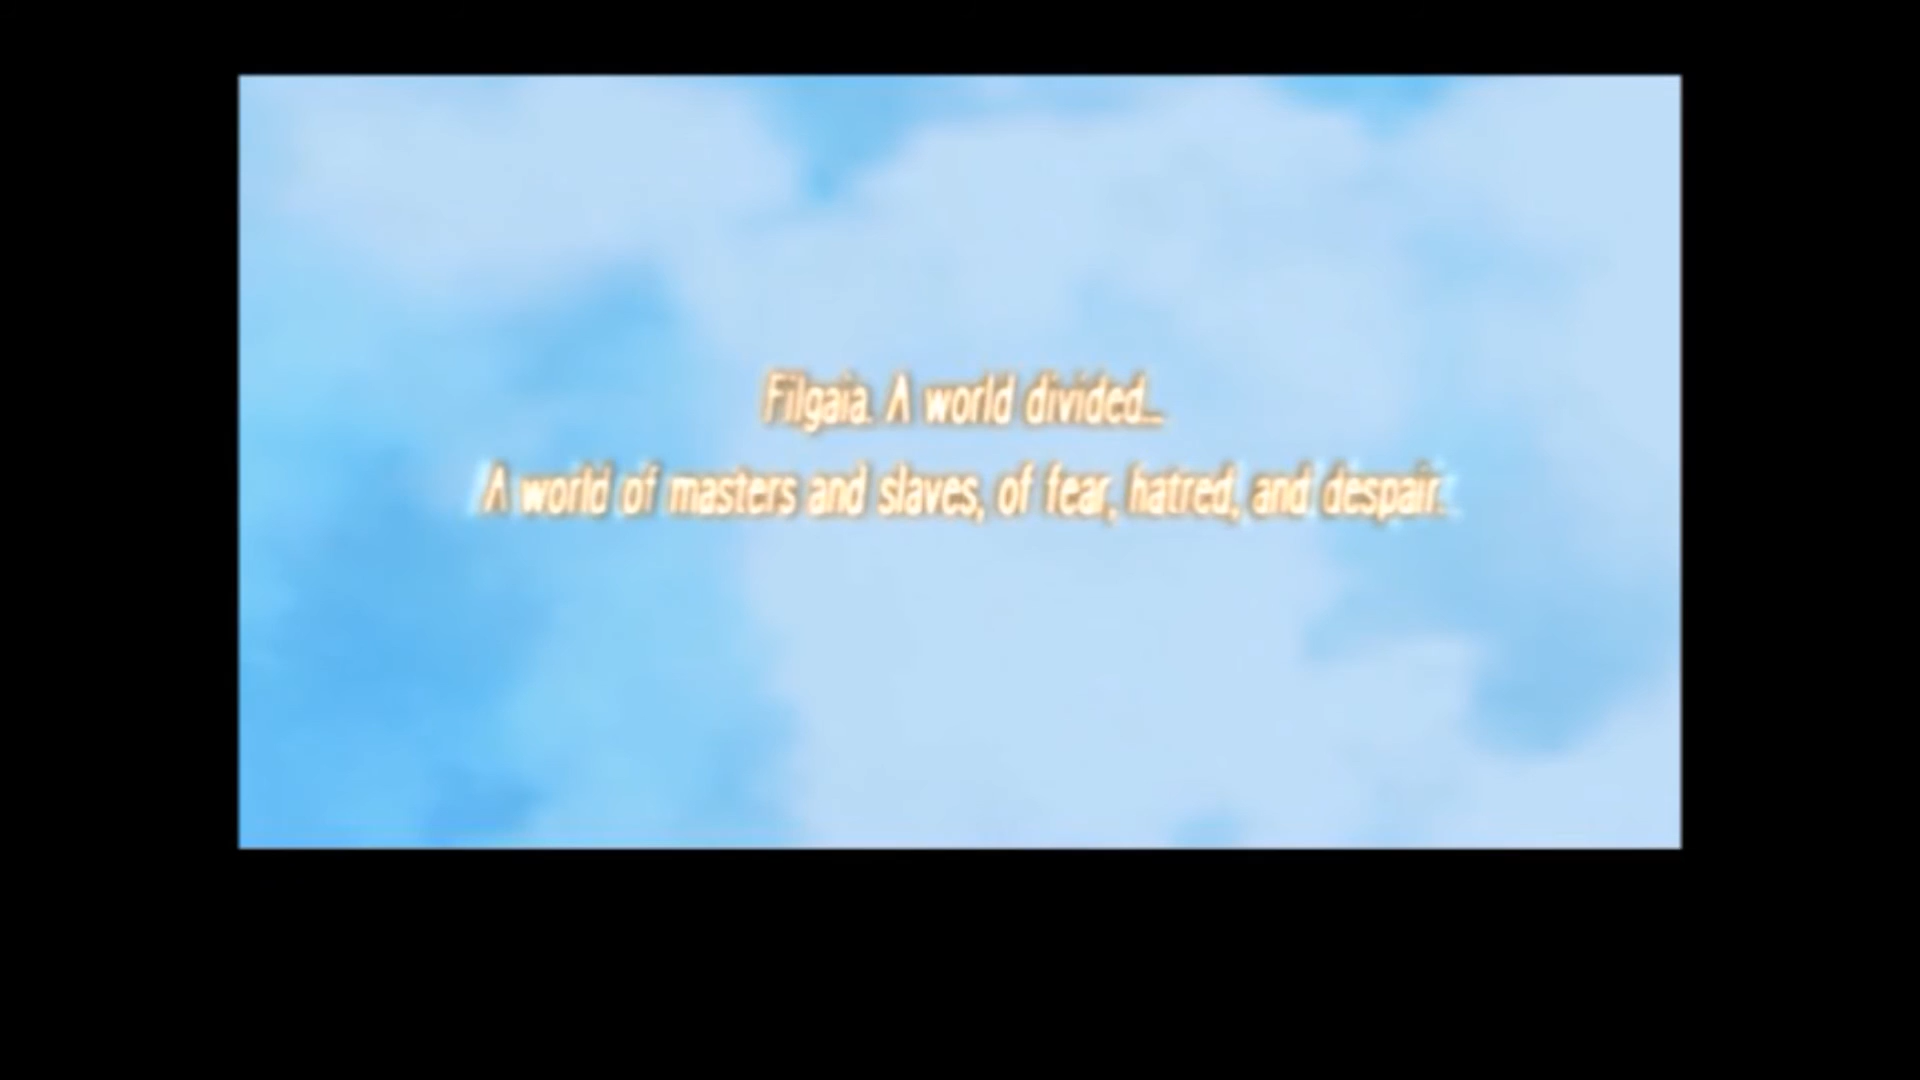 Filgaia. A world divided...
A world of masters and slaves, of fear, hatred, and despair.